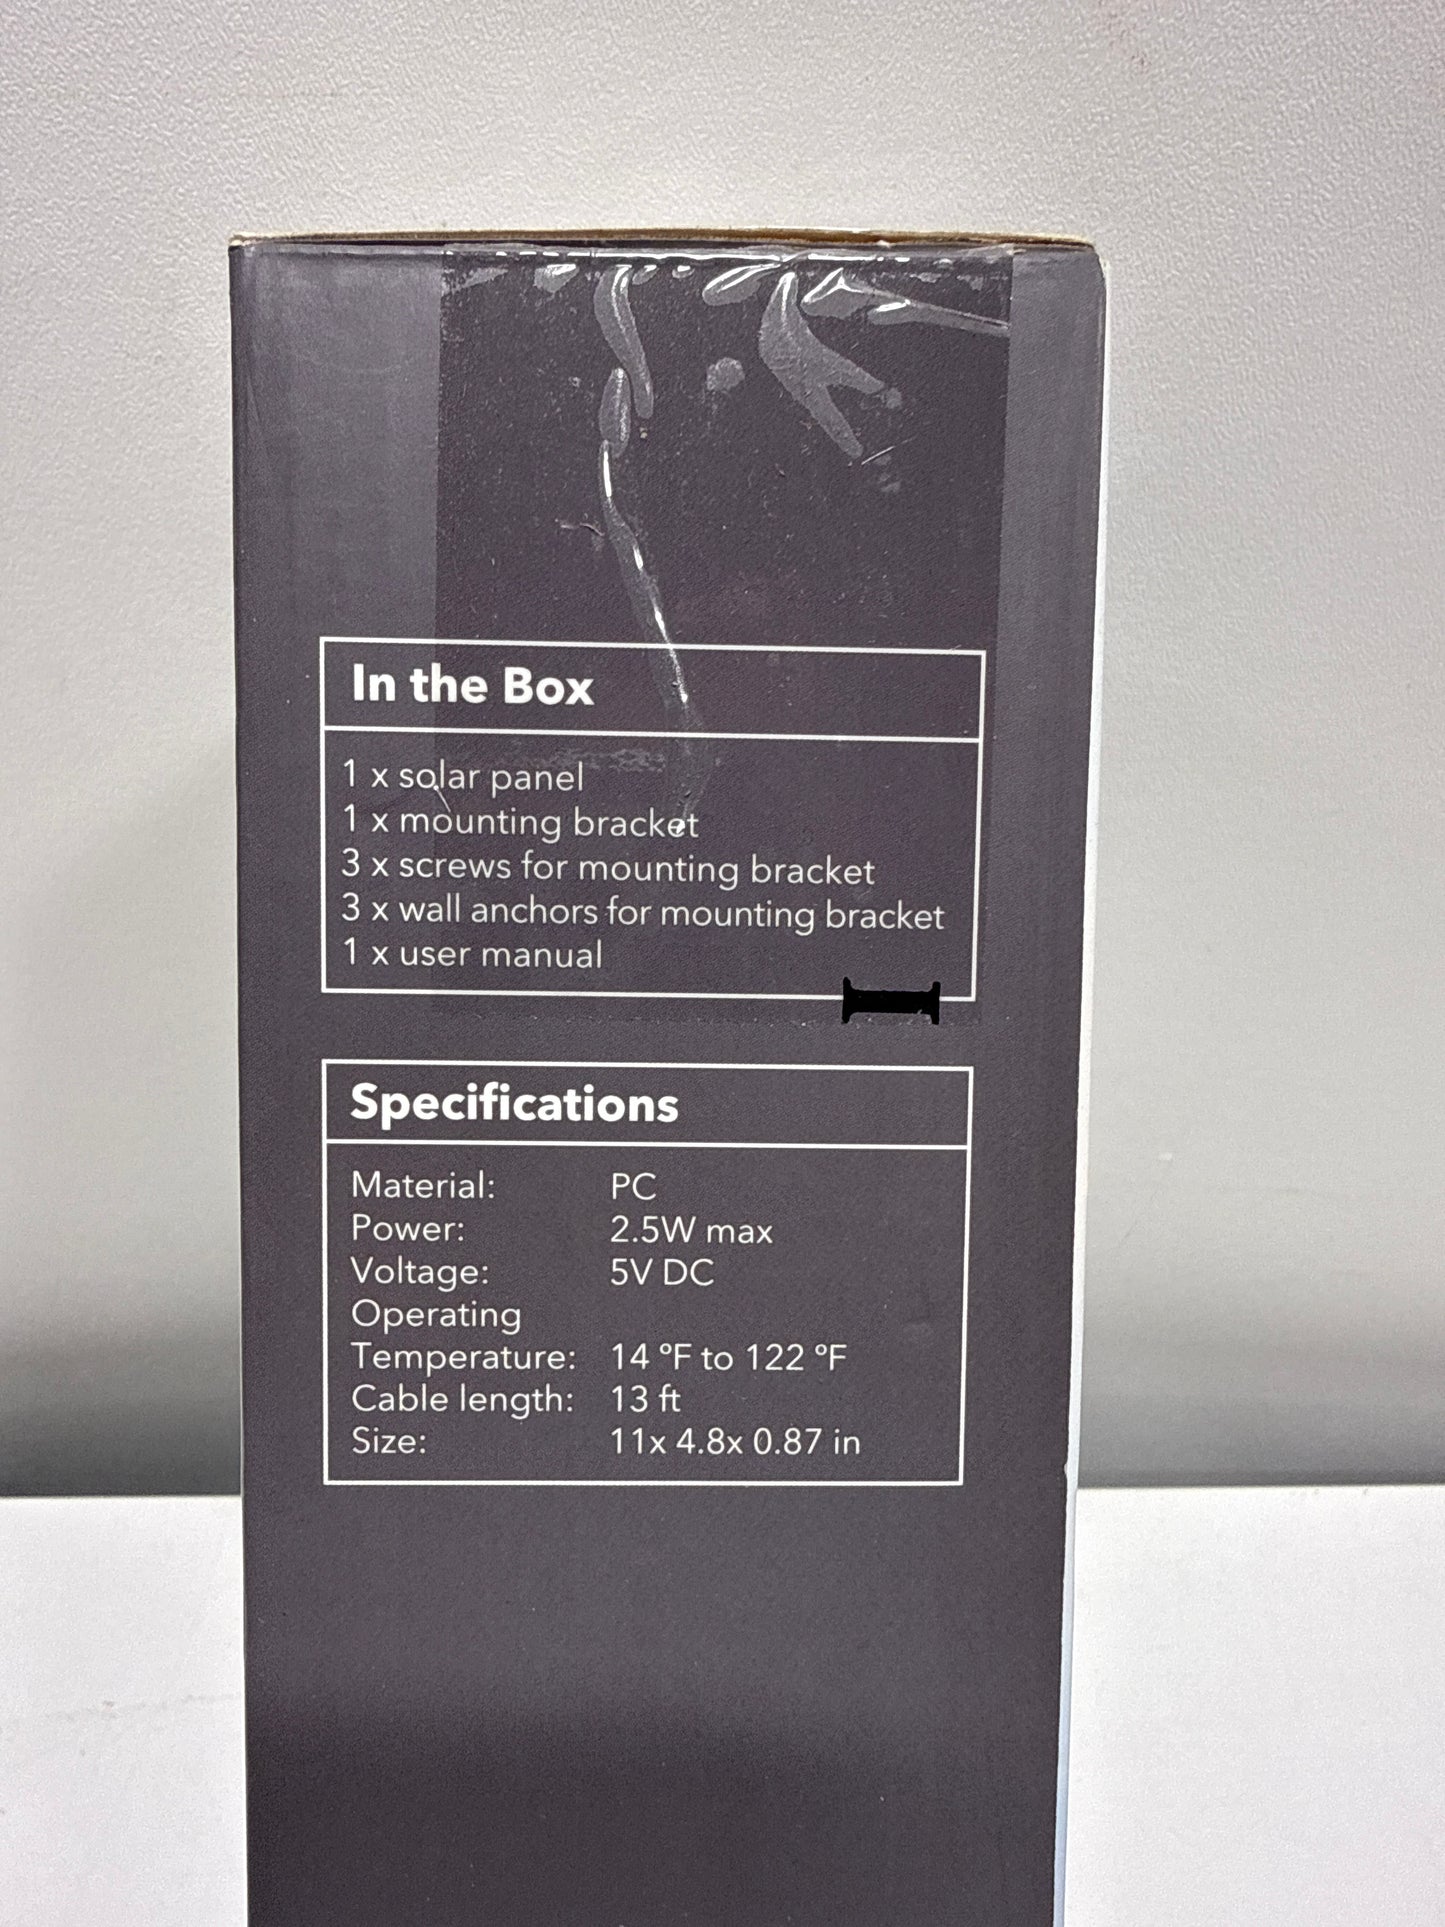 In the Box
1 x solar panel
1 x mounting bracket
3 x screws for mounting bracket
3 x wall anchors for mounting bracket
1 x user manual
Specifications
Material: PC
Power: 2.5W max
Voltage: 5V DC
Operating
Temperature: 14 ºF to 122 ºF
Cable length: 13 ft
Size: 11x 4.8x 0.87 in